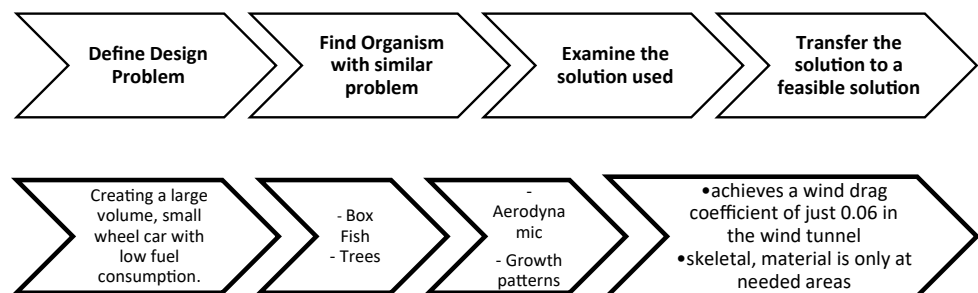 Define Design
Problem
Find Organism
with similar
problem
Examine the
solution used
Transfer the
solution to a
feasible solution
Creating a large
volume, small
wheel car with
low fuel
consumption.
- Box
Fish
- Trees
-
Aerodyna
mic
- Growth
patterns
•achieves a wind drag
coefficient of just 0.06 in
the wind tunnel
•skeletal, material is only at
needed areas